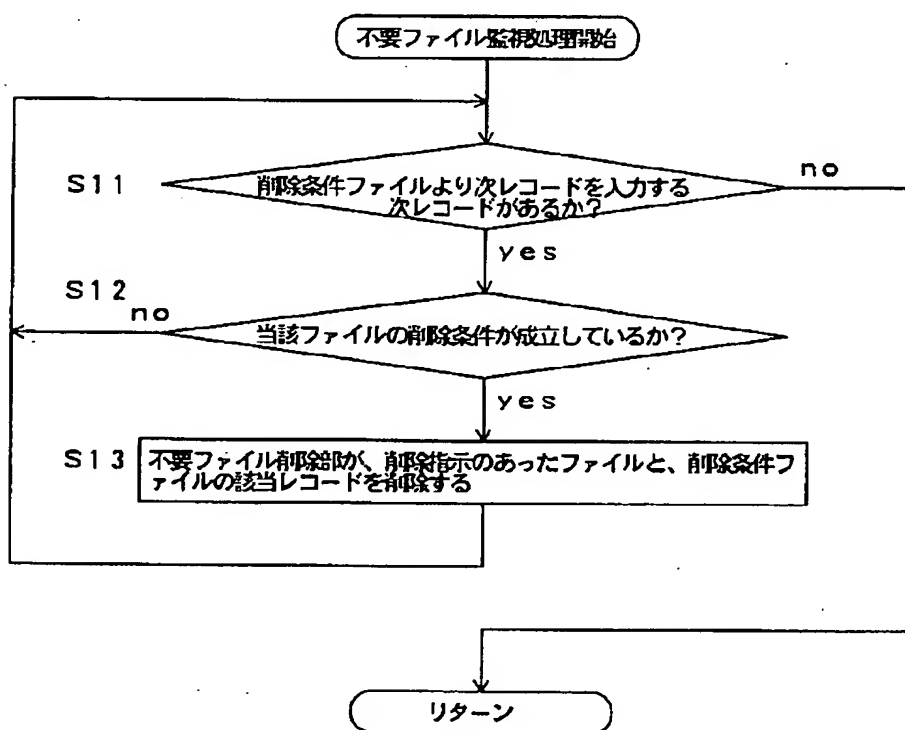 不要ファイル監視処理開始
S11
no
削除条件ファイルより次レコードを入力する
次レコードがあるか?
yes
S12
no
当該ファイルの削除条件が成立しているか?
yes
S13
不要ファイル削除部が、削除指示のあったファイルと、削除条件フ
ァイルの該当レコードを削除する
リターン